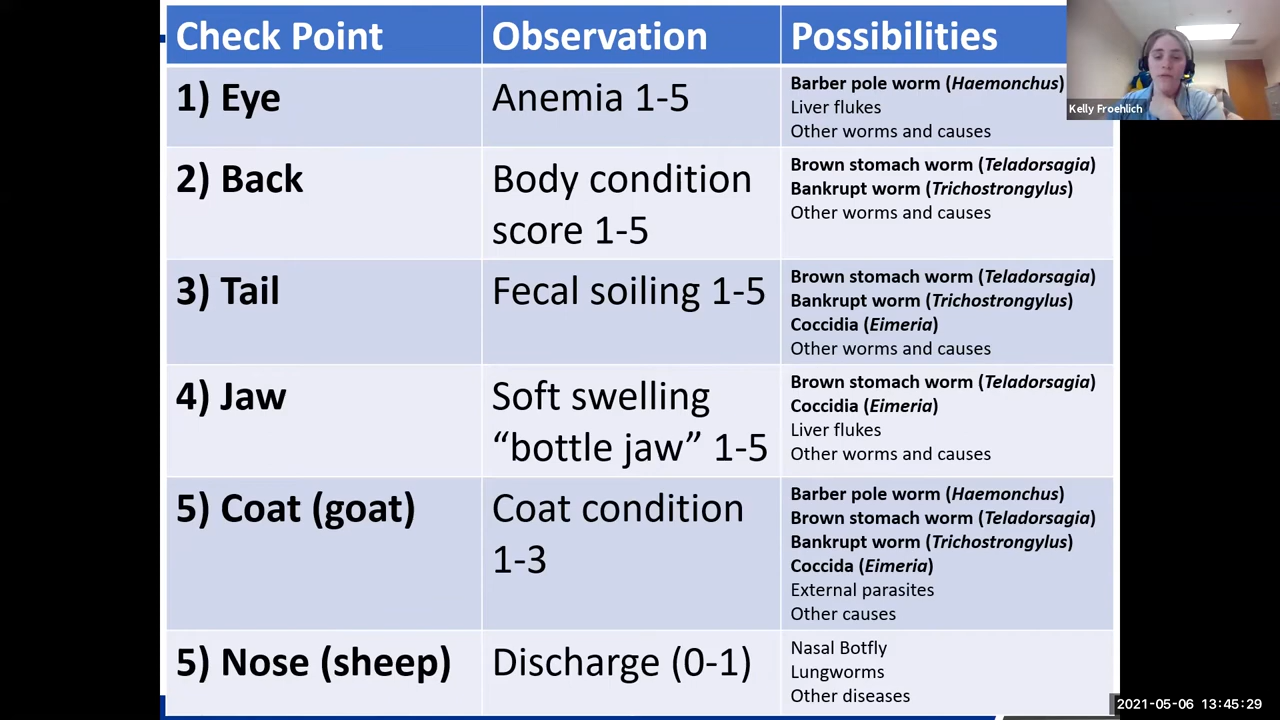 Check Point
Observation
Possibilities
1) Eye
Anemia 1-5
Barber pole worm (Haemonchus)
Liver flukes
Other worms and causes
2) Back
Body condition
score 1-5
Brown stomach worm (Teladorsagia)
Bankrupt worm (Trichostrongylus)
Other worms and causes
3) Tail
Fecal soiling 1-5
Brown stomach worm (Teladorsagia)
Bankrupt worm (Trichostrongylus)
Coccidia (Eimeria)
Other worms and causes
4) Jaw
Soft swelling
“bottle jaw” 1-5
Brown stomach worm (Teladorsagia)
Coccidia (Eimeria)
Liver flukes
Other worms and causes
5) Coat (goat)
Coat condition
1-3
Barber pole worm (Haemonchus)
Brown stomach worm (Teladorsagia)
Bankrupt worm (Trichostrongylus)
Coccida (Eimeria)
External parasites
Other causes
5) Nose (sheep)
Discharge (0-1)
Nasal Botfly
Lungworms
Other diseases
Kelly Froehlich
2021-05-06 13:45:29